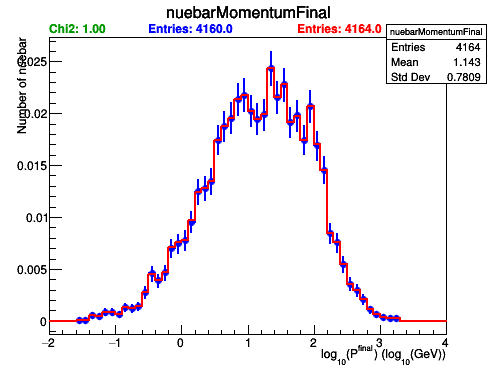 nuebarMomentumFinal
Chi2: 1.00 Entries: 4160.0 Entries: 4164.0
nuebarMomentumFinal
Entries 4164
Mean 1.143
Std Dev 0.7809
Number of nuebar
0.025
0.02
0.015
0.01
0.005
0
−2 −1 0 1 2 3 4
log10(Pfinal) (log10(GeV))